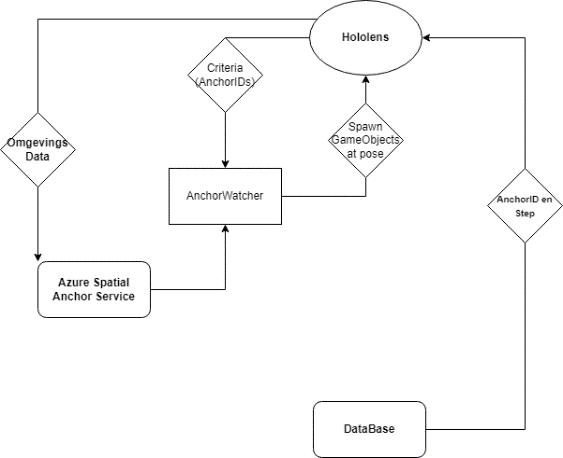 Hololens
Criteria
(AnchorIDs)
Omgevings
Data
Spawn
GameObjects
at pose
AnchorWatcher
AnchorID en
Step
Azure Spatial
Anchor Service
DataBase